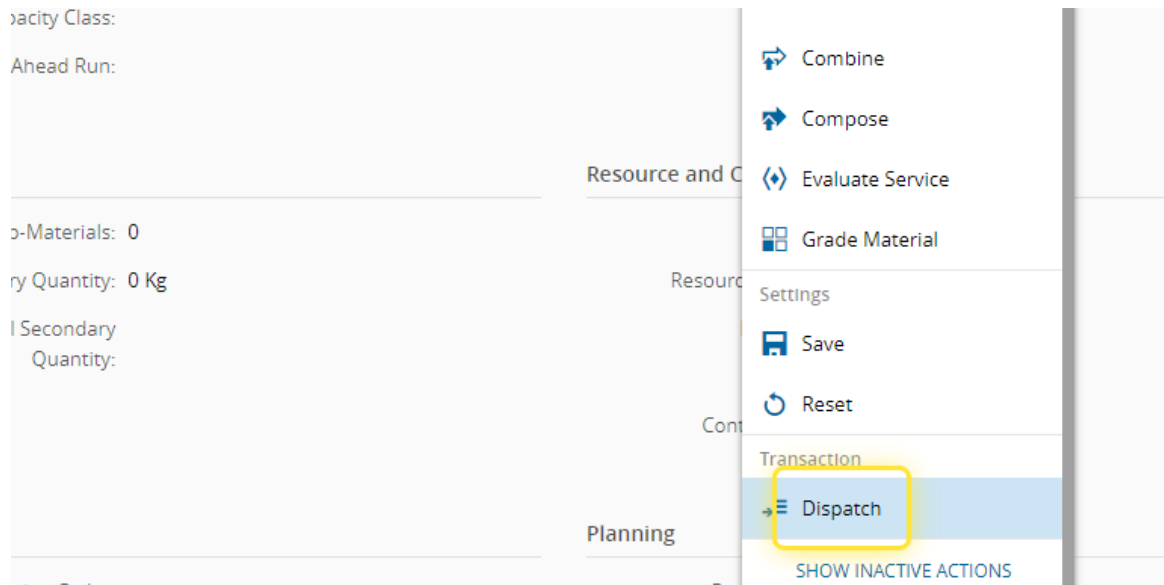 pacity Class:
Ahead Run:
Combine
Compose
Resource and
Evaluate Service
Grade Material
o-Materials: 0
ry Quantity: 0 Kg
Resourc
Settings
l Secondary
Quantity:
Save
Reset
Cont
Transaction
Dispatch
Planning
SHOW INACTIVE ACTIONS